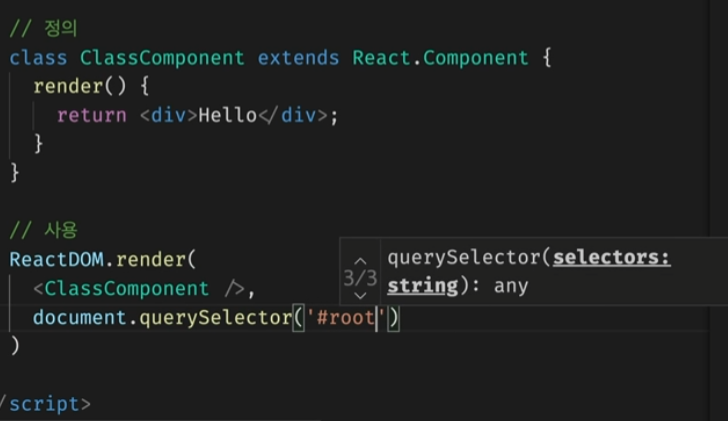 // 정의
class ClassComponent extends React.Component {
  render() {
    return <div>Hello</div>;
  }
}
// 사용
ReactDOM.render(
  <ClassComponent />,
  document.querySelector('#root')
)
/script>
3/3
querySelector(selectors:
string): any